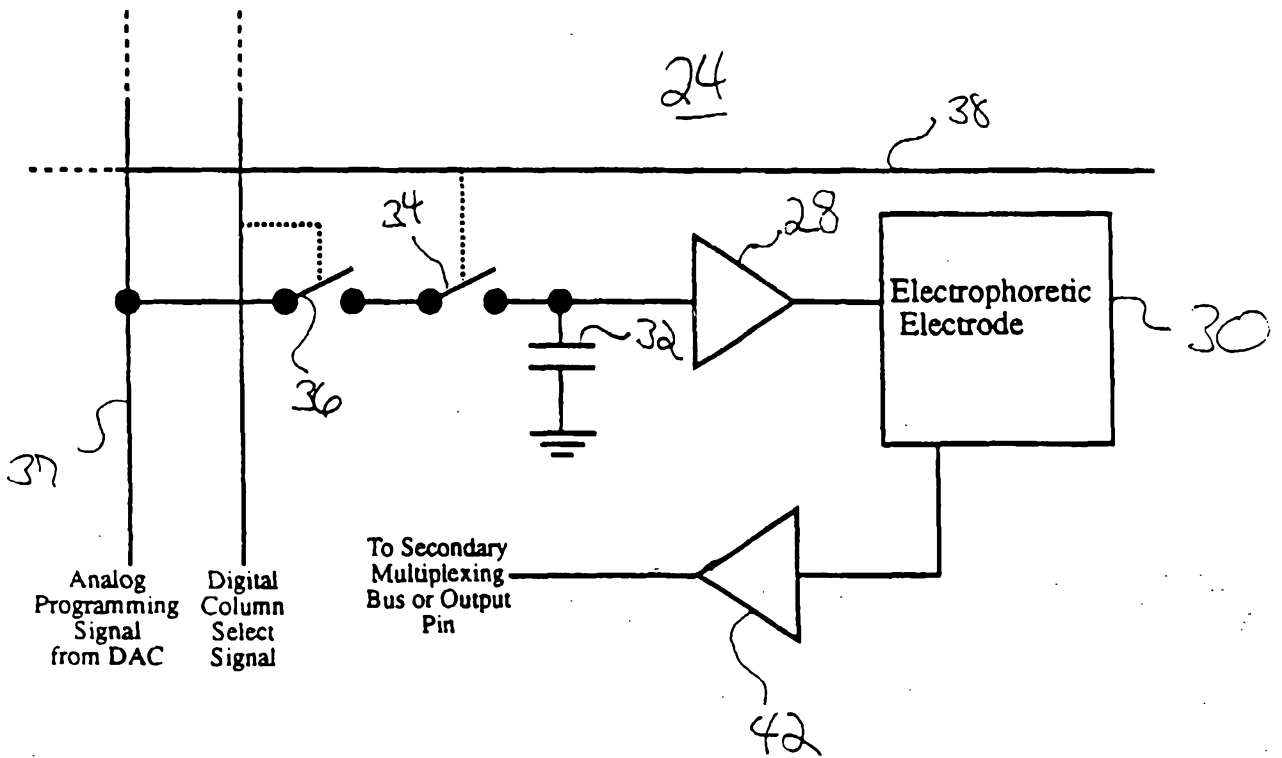 24
38
34
28
Electrophoretic
Electrode
30
32
36
37
To Secondary
Multiplexing
Bus or Output
Pin
Analog
Programming
Signal
from DAC
Digital
Column
Select
Signal
42